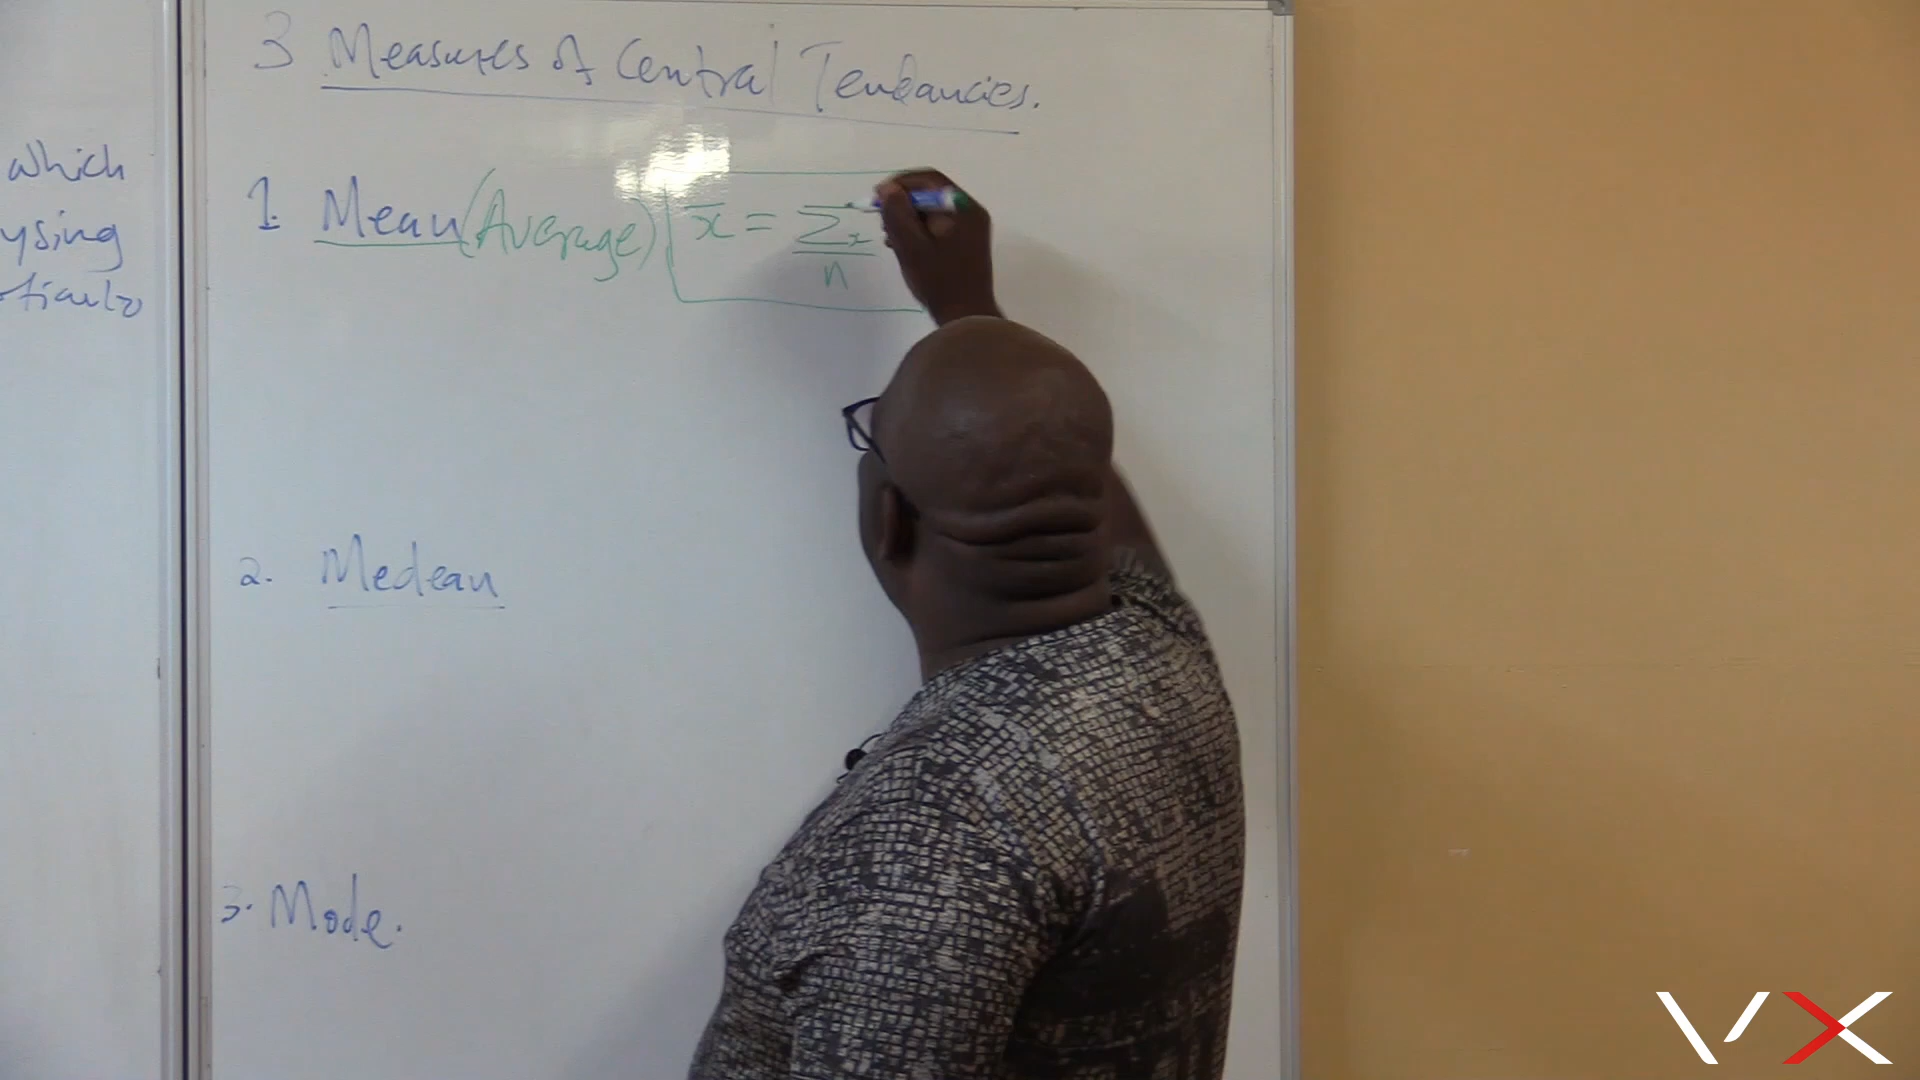 which
ysing
3 Measures of Central Tendancies.
1. Mean (Average) x̄ = Σx
n
2. Medean
3. Mode.
VX